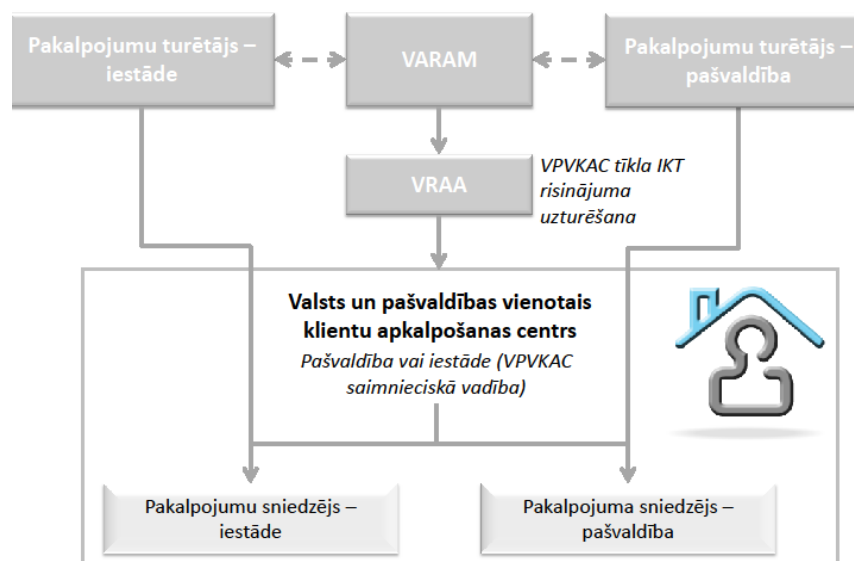 Pakalpojumu turētājs –
iestāde
VARAM
Pakalpojumu turētājs –
pašvaldība
VRAA
VPVKAC tīkla IKT
risinājuma
uzturēšana
Valsts un pašvaldības vienotais
klientu apkalpošanas centrs
Pašvaldība vai iestāde (VPVKAC
saimnieciskā vadība)
Pakalpojumu sniedzējs –
iestāde
Pakalpojuma sniedzējs –
pašvaldība